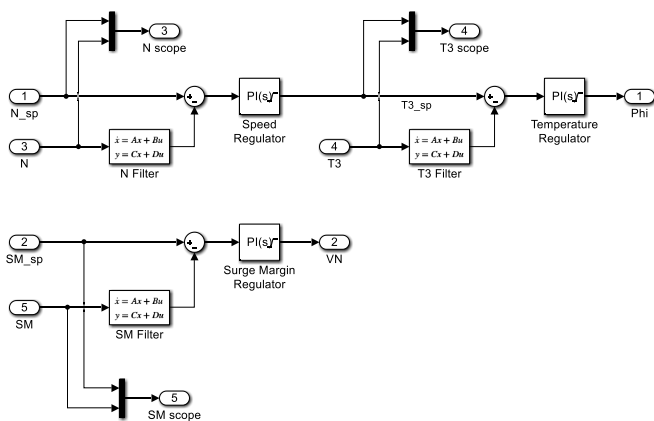 3
N scope
4
T3 scope
1
N_sp
PI(s)
Speed
Regulator
T3_sp
PI(s)
Temperature
Regulator
1
Phi
3
N
ẋ = Ax + Bu
y = Cx + Du
N Filter
4
T3
ẋ = Ax + Bu
y = Cx + Du
T3 Filter
2
SM_sp
PI(s)
Surge Margin
Regulator
2
VN
5
SM
ẋ = Ax + Bu
y = Cx + Du
SM Filter
5
SM scope